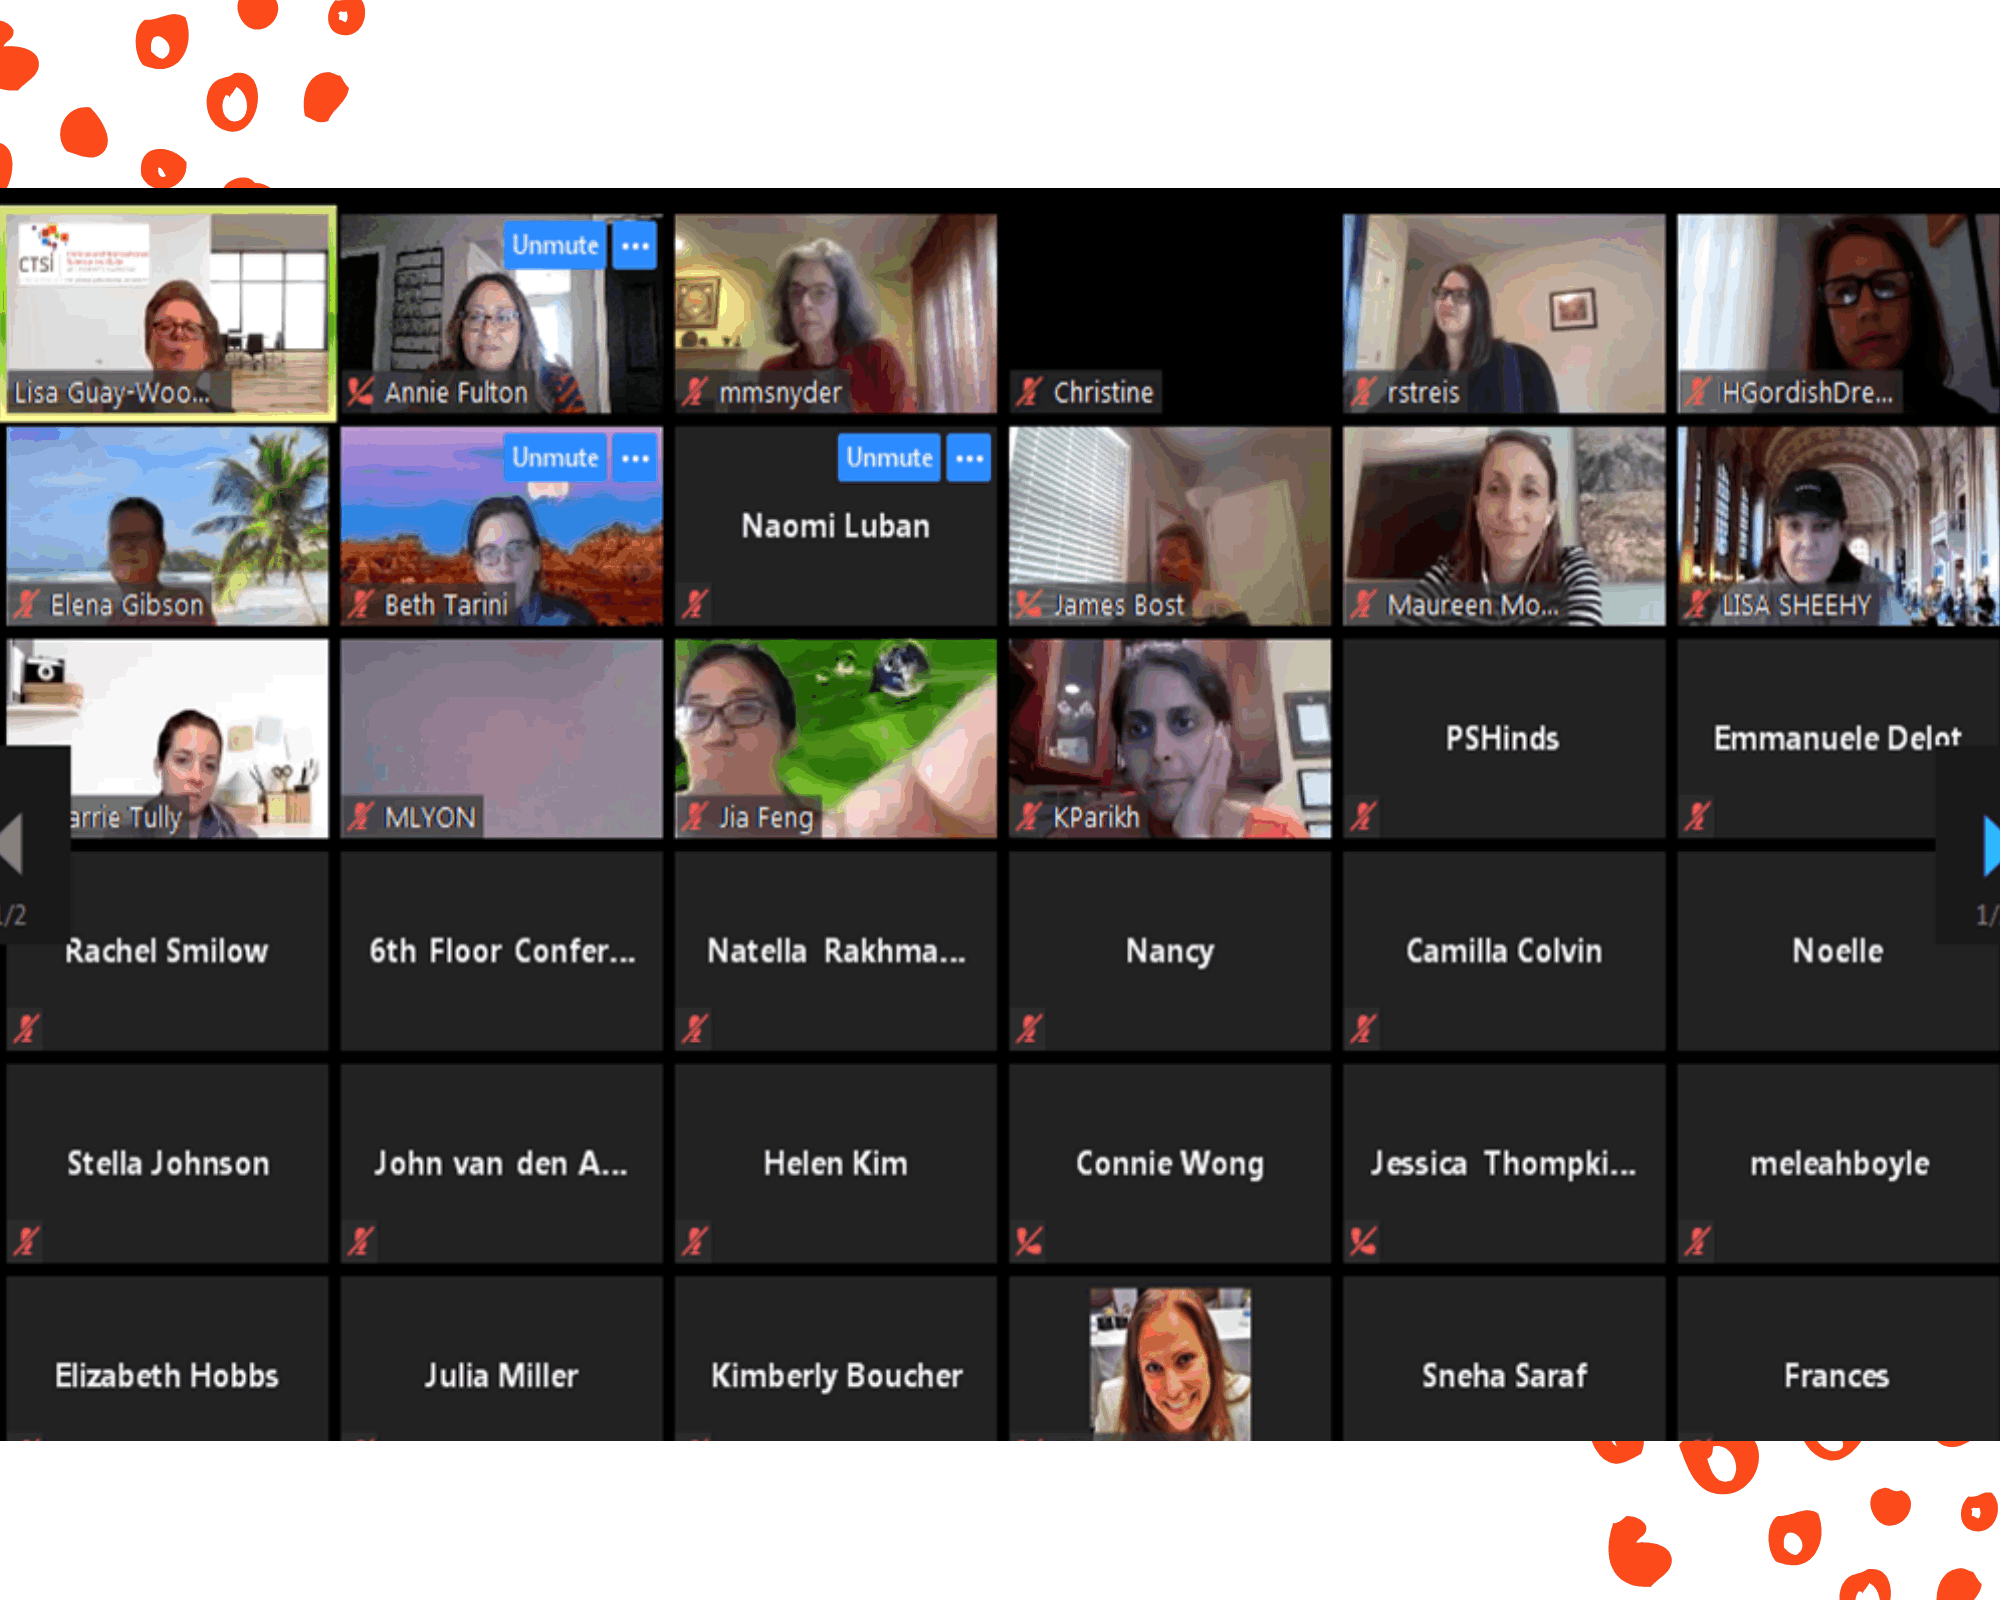 CTSI
Unmute
Lisa Guay-Woo...
Annie Fulton
mmsnyder
Christine
rstreis
HGordishDre...
Unmute
Unmute
Naomi Luban
Elena Gibson
Beth Tarini
James Bost
Maureen Mo...
LISA SHEEHY
PSHinds
Emmanuele Delot
arrie Tully
MLYON
Jia Feng
KParikh
1/2
1/
Rachel Smilow
6th Floor Confer...
Natella Rakhma...
Nancy
Camilla Colvin
Noelle
Stella Johnson
John van den A...
Helen Kim
Connie Wong
Jessica Thompki...
meleahboyle
Elizabeth Hobbs
Julia Miller
Kimberly Boucher
Sneha Saraf
Frances